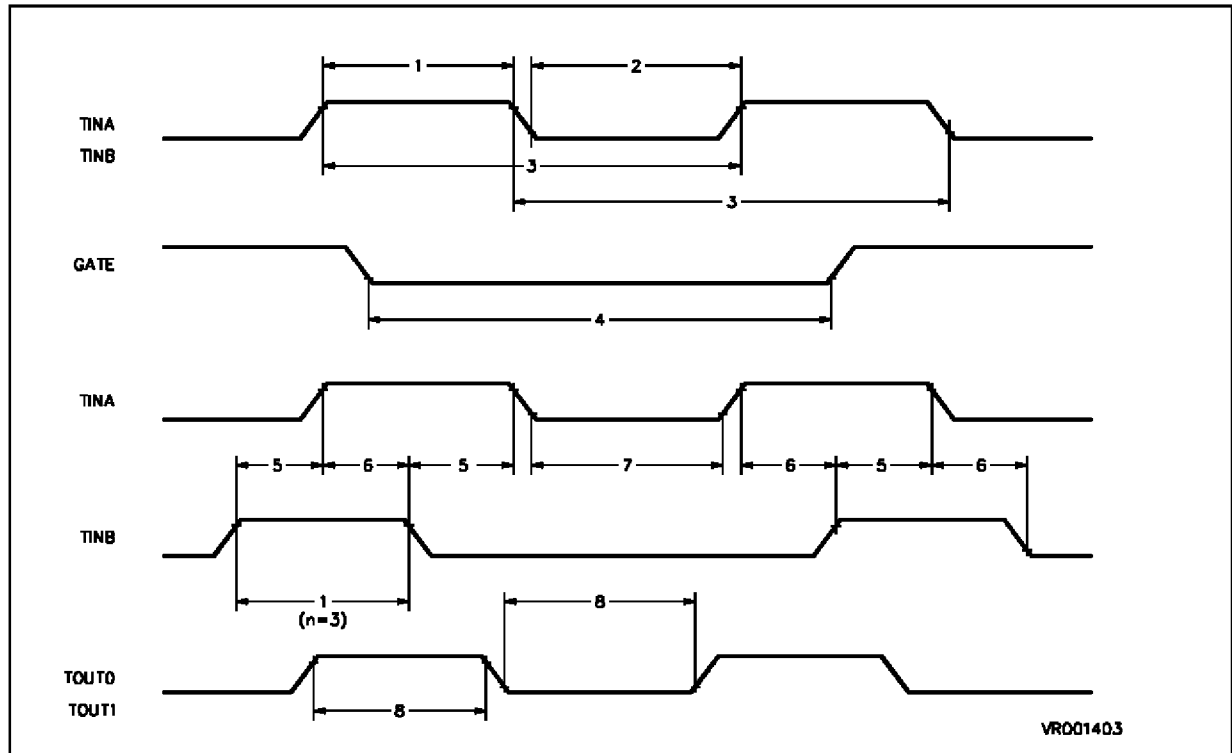 1 2
TINA
TINB
3
3
GATE
4
TINA
5 6 5 7 6 5 6
TINB
1 8
(n=3)
TOUT0
TOUT1
8
VR001403